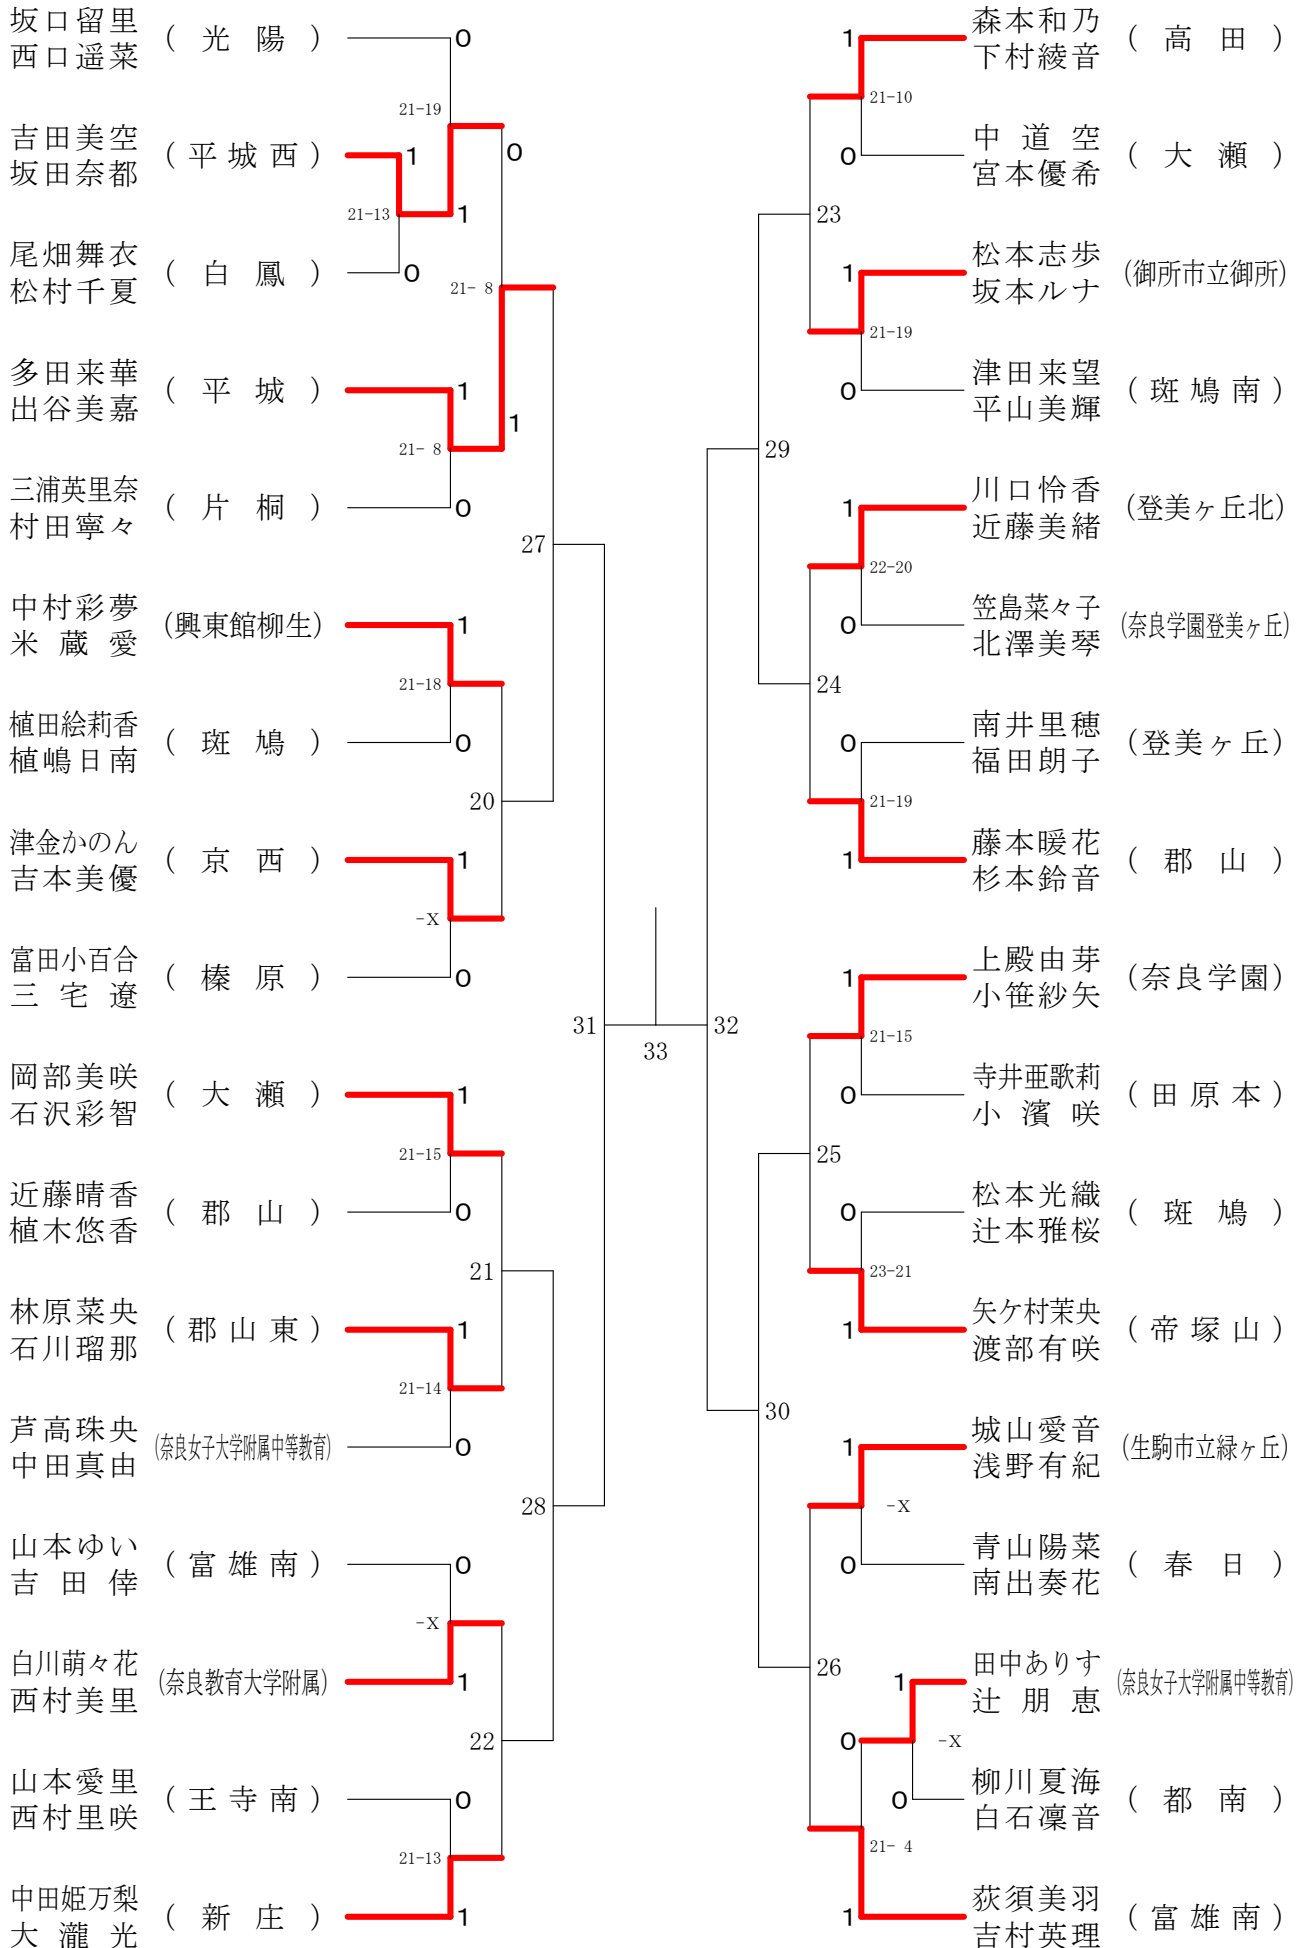 坂口留里
西口遥菜
( 光 陽 )
0
21-19
吉田美空
坂田奈都
( 平 城 西 )
1
0
21-13
1
尾畑舞衣
松村千夏
( 白 鳳 )
0
21- 8
多田来華
出谷美嘉
( 平 城 )
1
1
21- 8
三浦英里奈
村田寧々
( 片 桐 )
0
27
中村彩夢
米 蔵 愛
(興東館柳生)
1
21-18
植田絵莉香
植嶋日南
( 斑 鳩 )
0
20
津金かのん
吉本美優
( 京 西 )
1
-X
富田小百合
三 宅 遼
( 榛 原 )
0
31
33
岡部美咲
石沢彩智
( 大 瀬 )
1
21-15
近藤晴香
植木悠香
( 郡 山 )
0
21
林原菜央
石川瑠那
( 郡 山 東 )
1
21-14
芦高珠央
中田真由
(奈良女子大学附属中等教育)
0
28
山本ゆい
吉 田 倖
( 富 雄 南 )
0
-X
白川萌々花
西村美里
(奈良教育大学附属)
1
22
山本愛里
西村里咲
( 王 寺 南 )
0
21-13
中田姫万梨
大 瀧 光
( 新 庄 )
1
1
森本和乃
下村綾音
( 高 田 )
21-10
0
中 道 空
宮本優希
( 大 瀬 )
23
1
松本志歩
坂本ルナ
(御所市立御所)
21-19
0
津田来望
平山美輝
( 斑 鳩 南 )
29
1
川口怜香
近藤美緒
(登美ヶ丘北)
22-20
0
笠島菜々子
北澤美琴
(奈良学園登美ヶ丘)
24
0
南井里穂
福田朗子
(登美ヶ丘)
21-19
1
藤本暖花
杉本鈴音
( 郡 山 )
1
上殿由芽
小笹紗矢
(奈良学園)
32
21-15
0
寺井亜歌莉
小 濱 咲
( 田 原 本 )
25
0
松本光織
辻本雅桜
( 斑 鳩 )
23-21
1
矢ケ村茉央
渡部有咲
( 帝 塚 山 )
30
1
城山愛音
浅野有紀
(生駒市立緑ヶ丘)
-X
0
青山陽菜
南出奏花
( 春 日 )
26
1
田中ありす
辻 朋 恵
(奈良女子大学附属中等教育)
0
-X
0
柳川夏海
白石凜音
( 都 南 )
21- 4
1
荻須美羽
吉村英理
( 富 雄 南 )